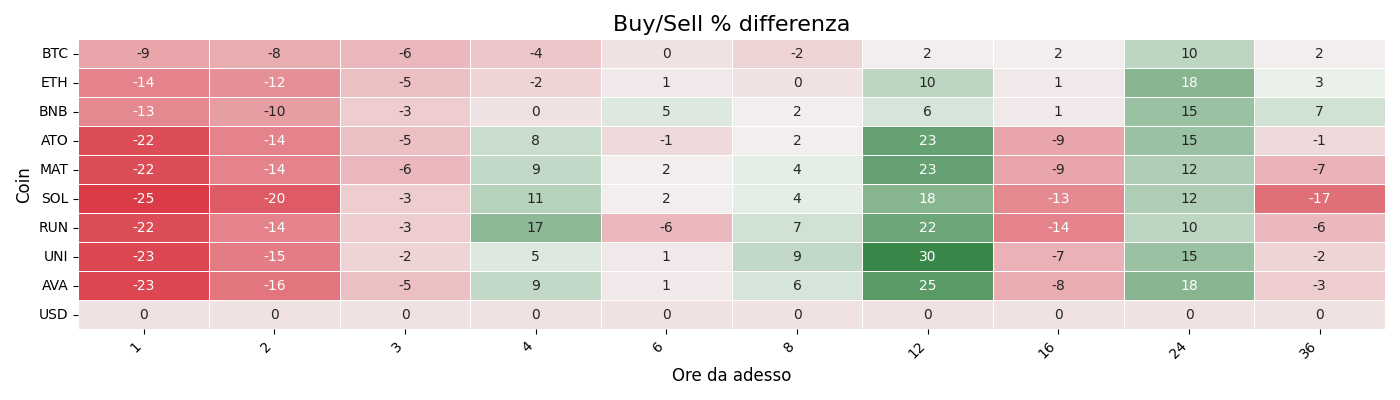 Buy/Sell % differenza
Coin
BTC -9 -8 -6 -4 0 -2 2 2 10 2
ETH -14 -12 -5 -2 1 0 10 1 18 3
BNB -13 -10 -3 0 5 2 6 1 15 7
ATO -22 -14 -5 8 -1 2 23 -9 15 -1
MAT -22 -14 -6 9 2 4 23 -9 12 -7
SOL -25 -20 -3 11 2 4 18 -13 12 -17
RUN -22 -14 -3 17 -6 7 22 -14 10 -6
UNI -23 -15 -2 5 1 9 30 -7 15 -2
AVA -23 -16 -5 9 1 6 25 -8 18 -3
USD 0 0 0 0 0 0 0 0 0 0
1 2 3 4 6 8 12 16 24 36
Ore da adesso